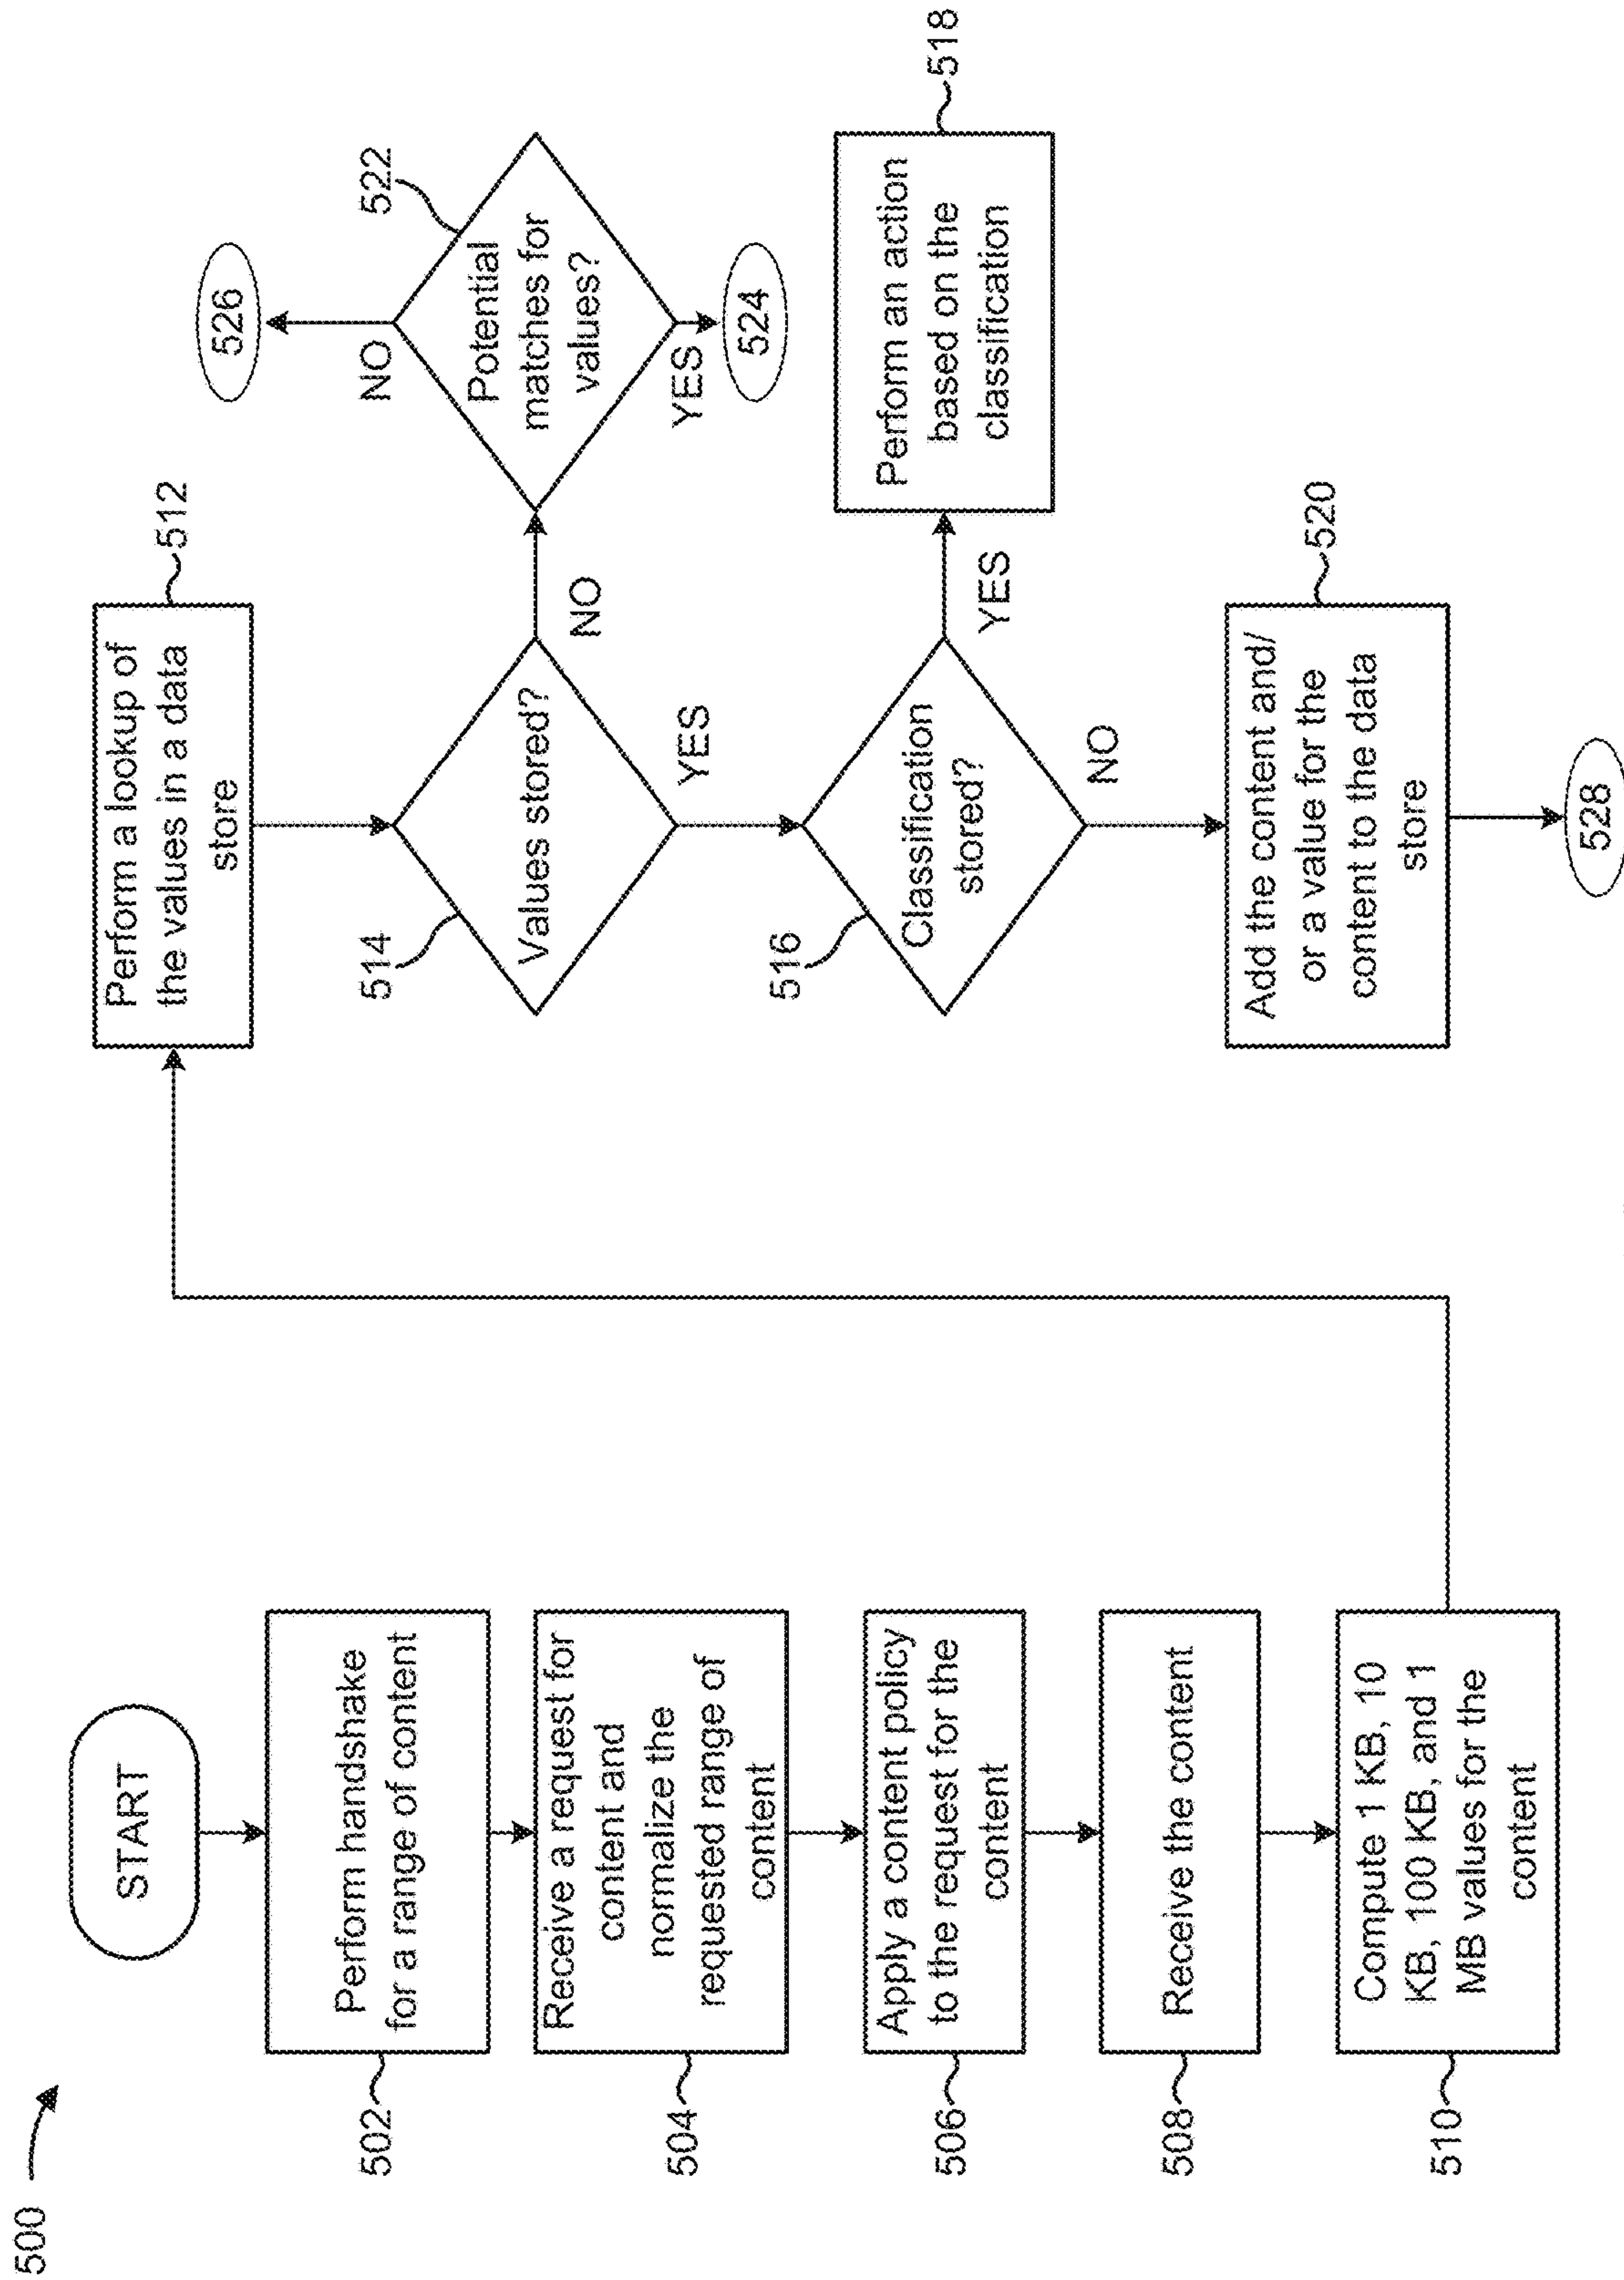 500
START
502
Perform handshake
for a range of content
504
Receive a request for
content and
normalize the
requested range of
content
506
Apply a content policy
to the request for the
content
508
Receive the content
510
Compute 1 KB, 10
KB, 100 KB, and 1
MB values for the
content
Perform a lookup of
the values in a data
store
512
514
Values stored?
NO
YES
522
Potential
matches for
values?
NO
526
YES
524
516
Classification
stored?
YES
NO
Perform an action
based on the
classification
518
Add the content and/
or a value for the
content to the data
store
520
528